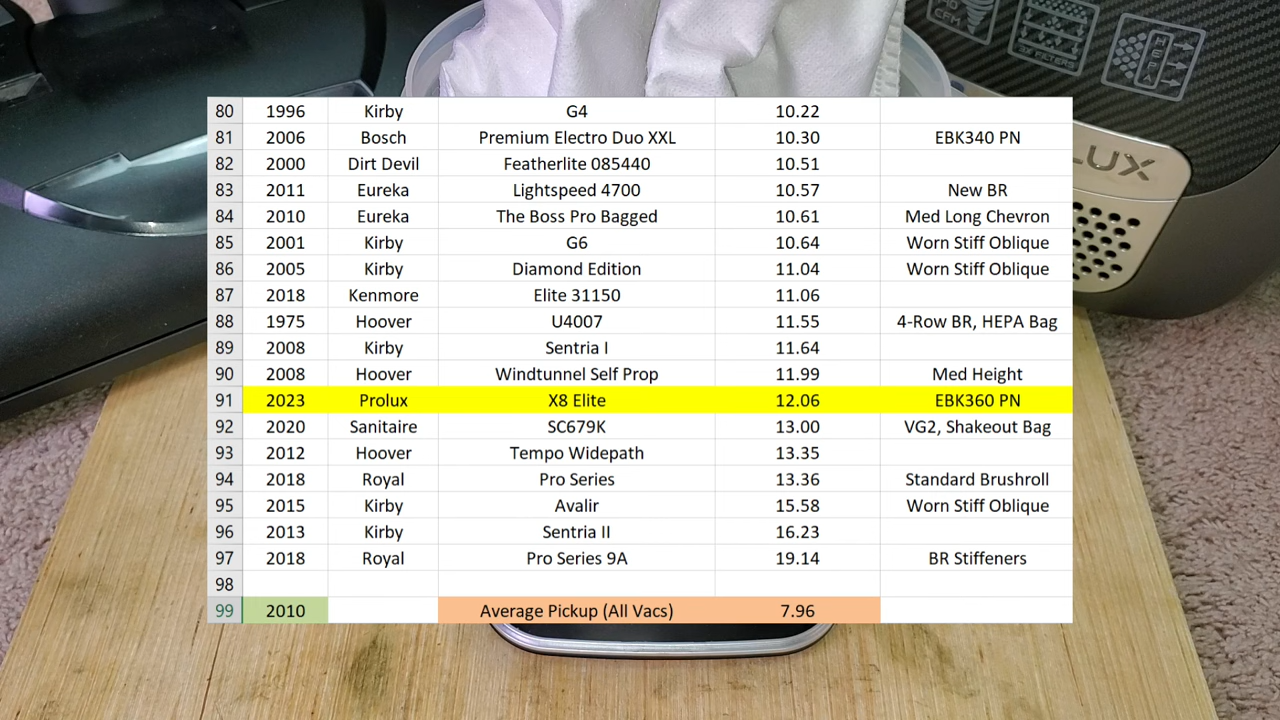 CFM
FILTERS
HEPA
LUX
80 1996 Kirby G4 10.22
81 2006 Bosch Premium Electro Duo XXL 10.30 EBK340 PN
82 2000 Dirt Devil Featherlite 085440 10.51
83 2011 Eureka Lightspeed 4700 10.57 New BR
84 2010 Eureka The Boss Pro Bagged 10.61 Med Long Chevron
85 2001 Kirby G6 10.64 Worn Stiff Oblique
86 2005 Kirby Diamond Edition 11.04 Worn Stiff Oblique
87 2018 Kenmore Elite 31150 11.06
88 1975 Hoover U4007 11.55 4-Row BR, HEPA Bag
89 2008 Kirby Sentria I 11.64
90 2008 Hoover Windtunnel Self Prop 11.99 Med Height
91 2023 Prolux X8 Elite 12.06 EBK360 PN
92 2020 Sanitaire SC679K 13.00 VG2, Shakeout Bag
93 2012 Hoover Tempo Widepath 13.35
94 2018 Royal Pro Series 13.36 Standard Brushroll
95 2015 Kirby Avalir 15.58 Worn Stiff Oblique
96 2013 Kirby Sentria II 16.23
97 2018 Royal Pro Series 9A 19.14 BR Stiffeners
98
99 2010 Average Pickup (All Vacs) 7.96